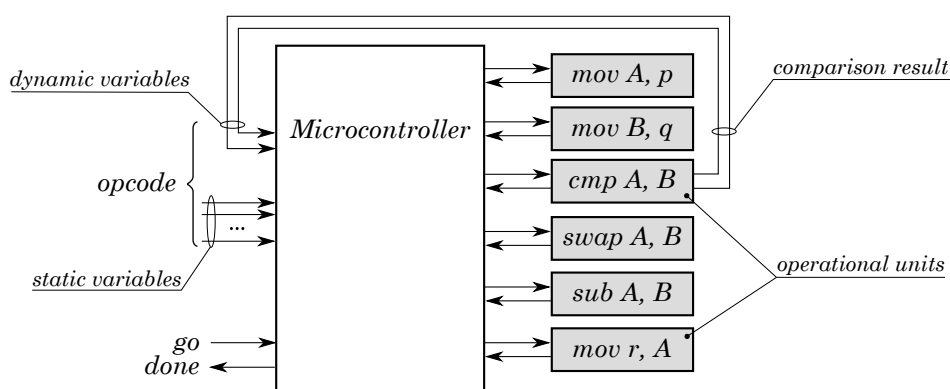 dynamic variables
opcode
static variables
...
go
done
Microcontroller
mov A, p
mov B, q
cmp A, B
swap A, B
sub A, B
mov r, A
comparison result
operational units